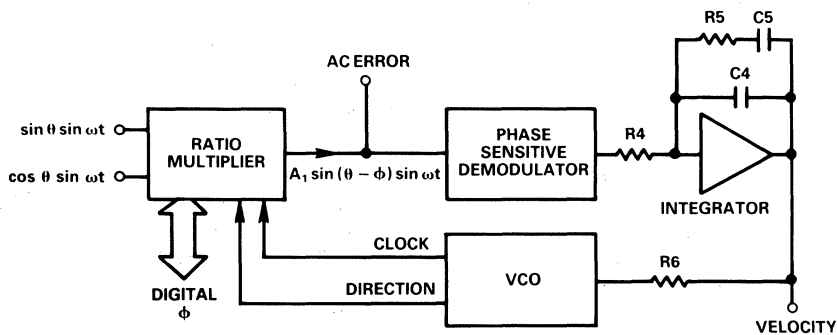 R5
C5
AC ERROR
C4
sin θ sin ωt
RATIO
MULTIPLIER
PHASE
SENSITIVE
DEMODULATOR
R4
cos θ sin ωt
A₁ sin (θ – ϕ) sin ωt
INTEGRATOR
CLOCK
VCO
R6
DIRECTION
DIGITAL
ϕ
VELOCITY